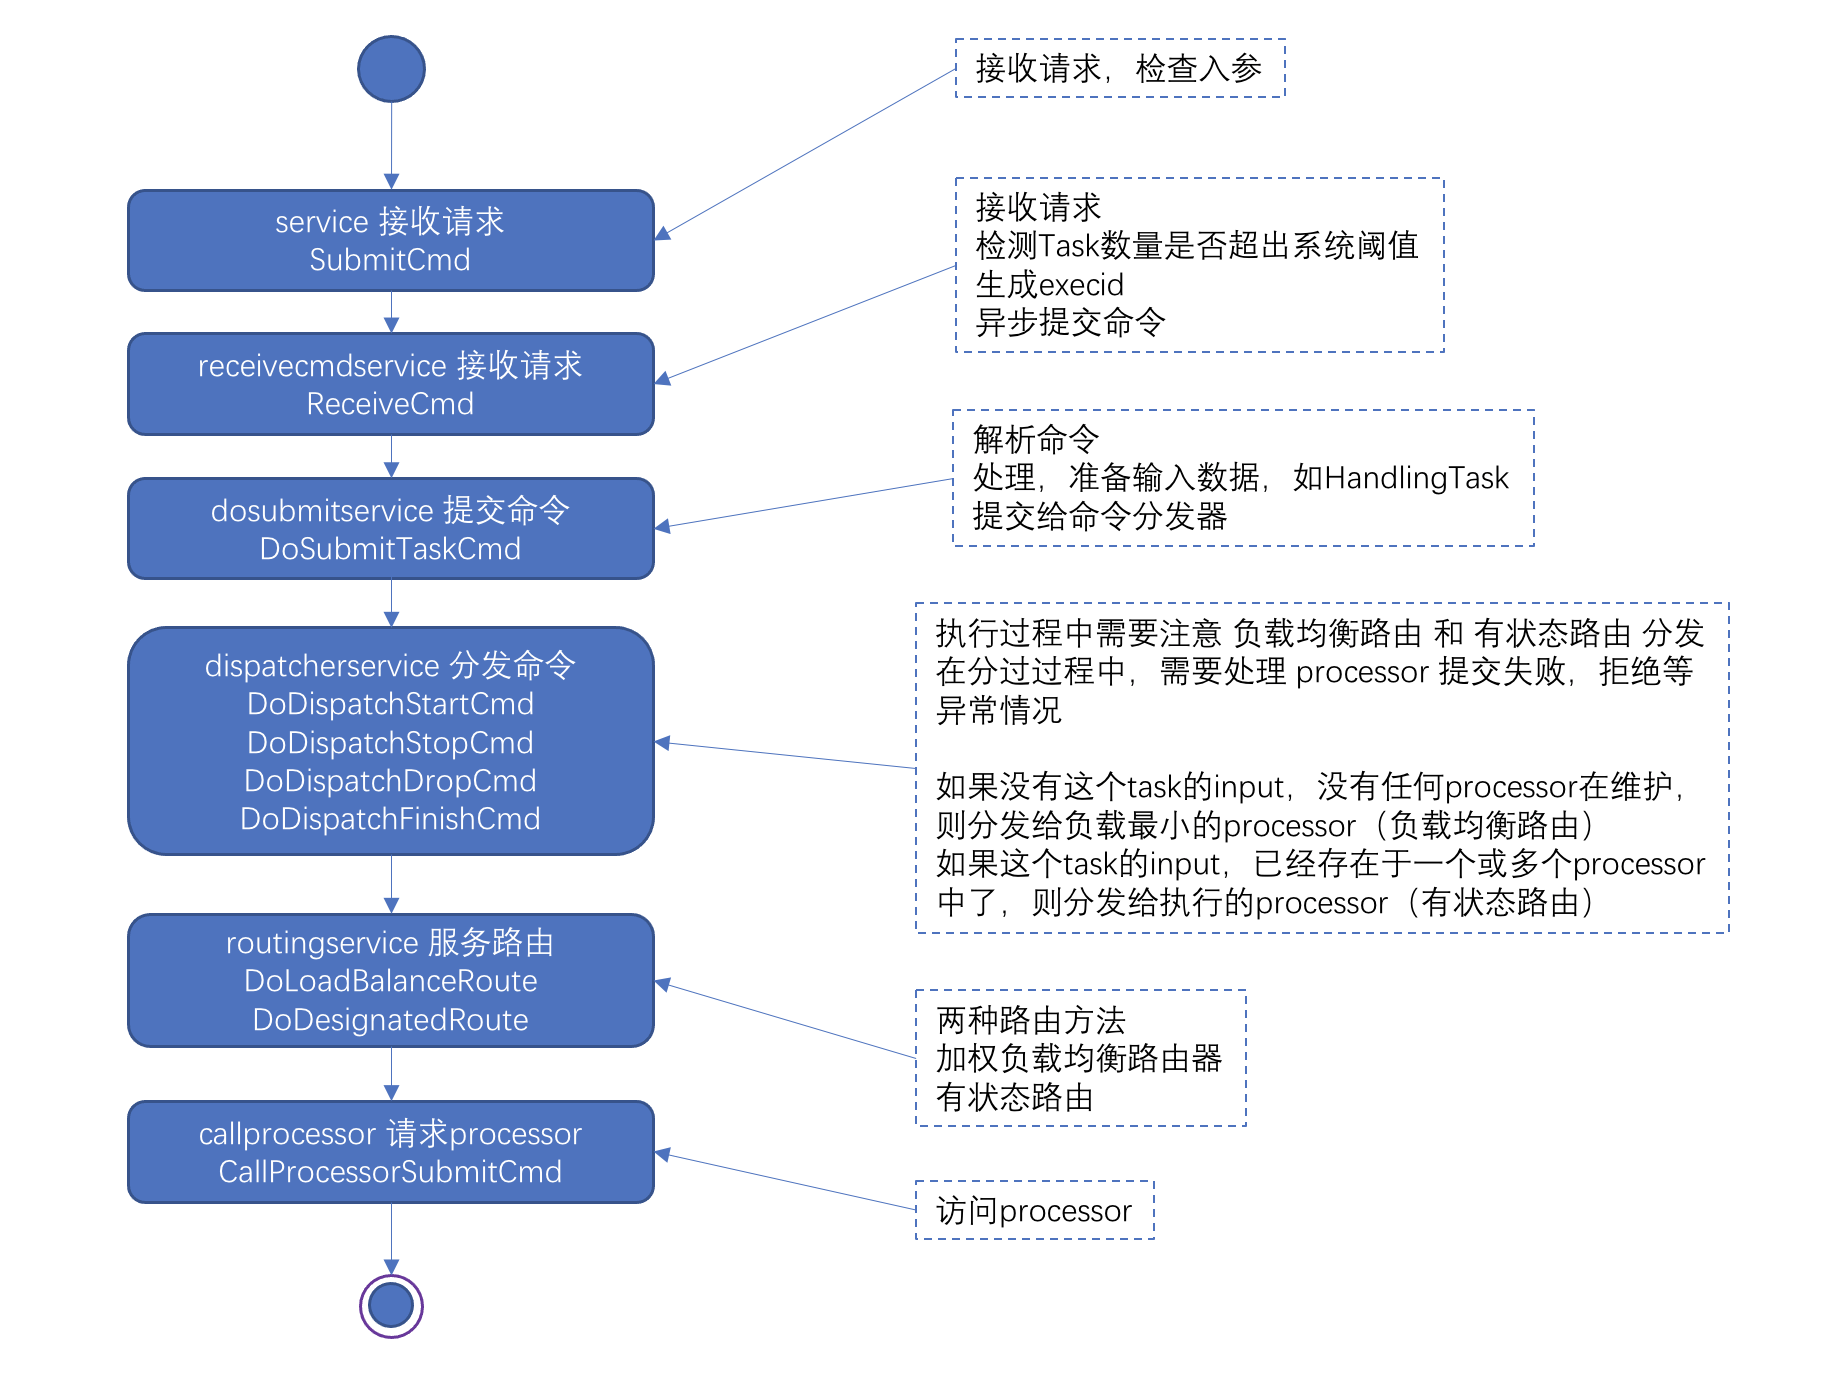 接收请求，检查入参
service 接收请求
SubmitCmd
接收请求
检测Task数量是否超出系统阈值
生成execid
异步提交命令
receivecmdservice 接收请求
ReceiveCmd
解析命令
处理，准备输入数据，如HandlingTask
提交给命令分发器
dosubmitservice 提交命令
DoSubmitTaskCmd
执行过程中需要注意 负载均衡路由 和 有状态路由 分发
在分过过程中，需要处理 processor 提交失败，拒绝等
异常情况
如果没有这个task的input，没有任何processor在维护，
则分发给负载最小的processor（负载均衡路由）
如果这个task的input，已经存在于一个或多个processor
中了，则分发给执行的processor（有状态路由）
dispatcherservice 分发命令
DoDispatchStartCmd
DoDispatchStopCmd
DoDispatchDropCmd
DoDispatchFinishCmd
routingservice 服务路由
DoLoadBalanceRoute
DoDesignatedRoute
两种路由方法
加权负载均衡路由器
有状态路由
callprocessor 请求processor
CallProcessorSubmitCmd
访问processor